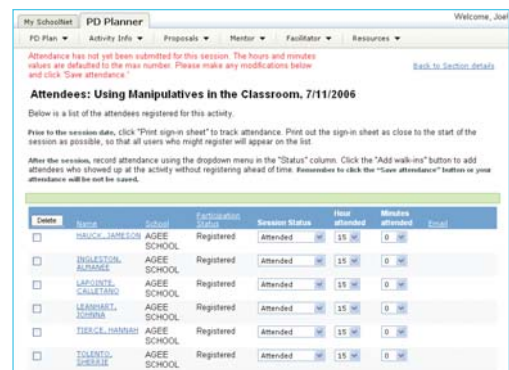 My SchoolNet PD Planner Welcome, Joel
PD Plan Activity Info Proposals Mentor Facilitator Resources
Attendance has not yet been submitted for this session. The hours and minutes
values are defaulted to the max number. Please make any modifications below
and click 'Save attendance.'
Back to Section details
Attendees: Using Manipulatives in the Classroom, 7/11/2006
Below is a list of the attendees registered for this activity.
Prior to the session date, click "Print sign-in sheet" to track attendance. Print out the sign-in sheet as close to the start of the
session as possible, so that all users who might register will appear on the list.
After the session, record attendance using the dropdown menu in the "Status" column. Click the "Add walk-ins" button to add
attendees who showed up at the activity without registering ahead of time. Remember to click the "Save attendance" button or your
attendance will be not be saved.
Delete Name School Participation Status Session Status Hour attended Minutes attended Email
HAUCK, JAMESON AGEE SCHOOL Registered Attended 15 0
INGLESTON, ALMANEE AGEE SCHOOL Registered Attended 15 0
LAPOINTE, CALLETANO AGEE SCHOOL Registered Attended 15 0
LEANHART, JOHNNA AGEE SCHOOL Registered Attended 15 0
TIERCE, HANNAH AGEE SCHOOL Registered Attended 15 0
TOLENTO, SHERRIE AGEE SCHOOL Registered Attended 15 0